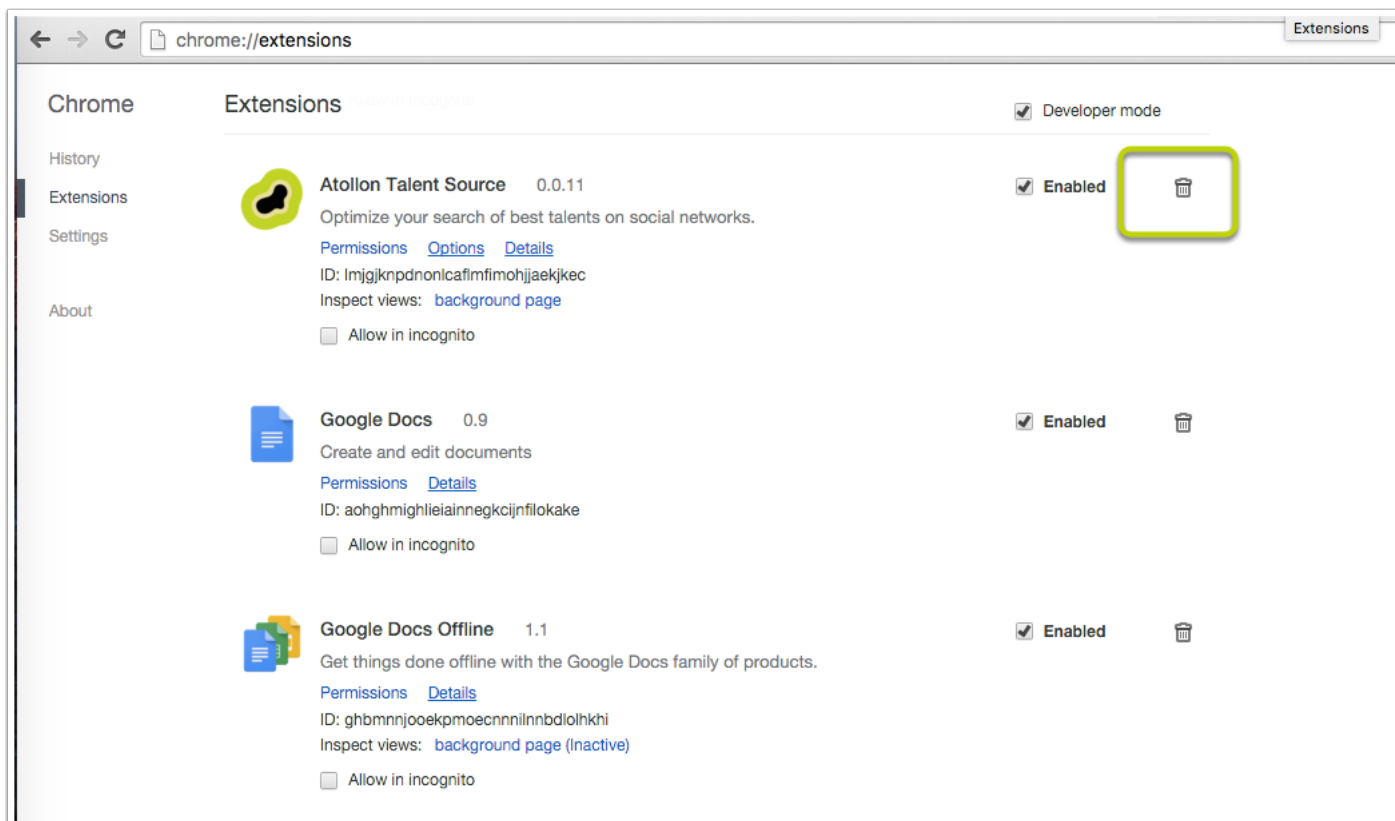 chrome://extensions
Extensions
Chrome
Extensions
Developer mode
History
Extensions
Settings
About
Atollon Talent Source 0.0.11
Enabled
Optimize your search of best talents on social networks.
Permissions Options Details
ID: lmjgjknpdnonlcaflmfimohjjaekjkec
Inspect views: background page
Allow in incognito
Google Docs 0.9
Enabled
Create and edit documents
Permissions Details
ID: aohghmighlieiainnegkcijnfilokake
Allow in incognito
Google Docs Offline 1.1
Enabled
Get things done offline with the Google Docs family of products.
Permissions Details
ID: ghbmnnjooekpmoecnnnilnnbdlolhkhi
Inspect views: background page (Inactive)
Allow in incognito